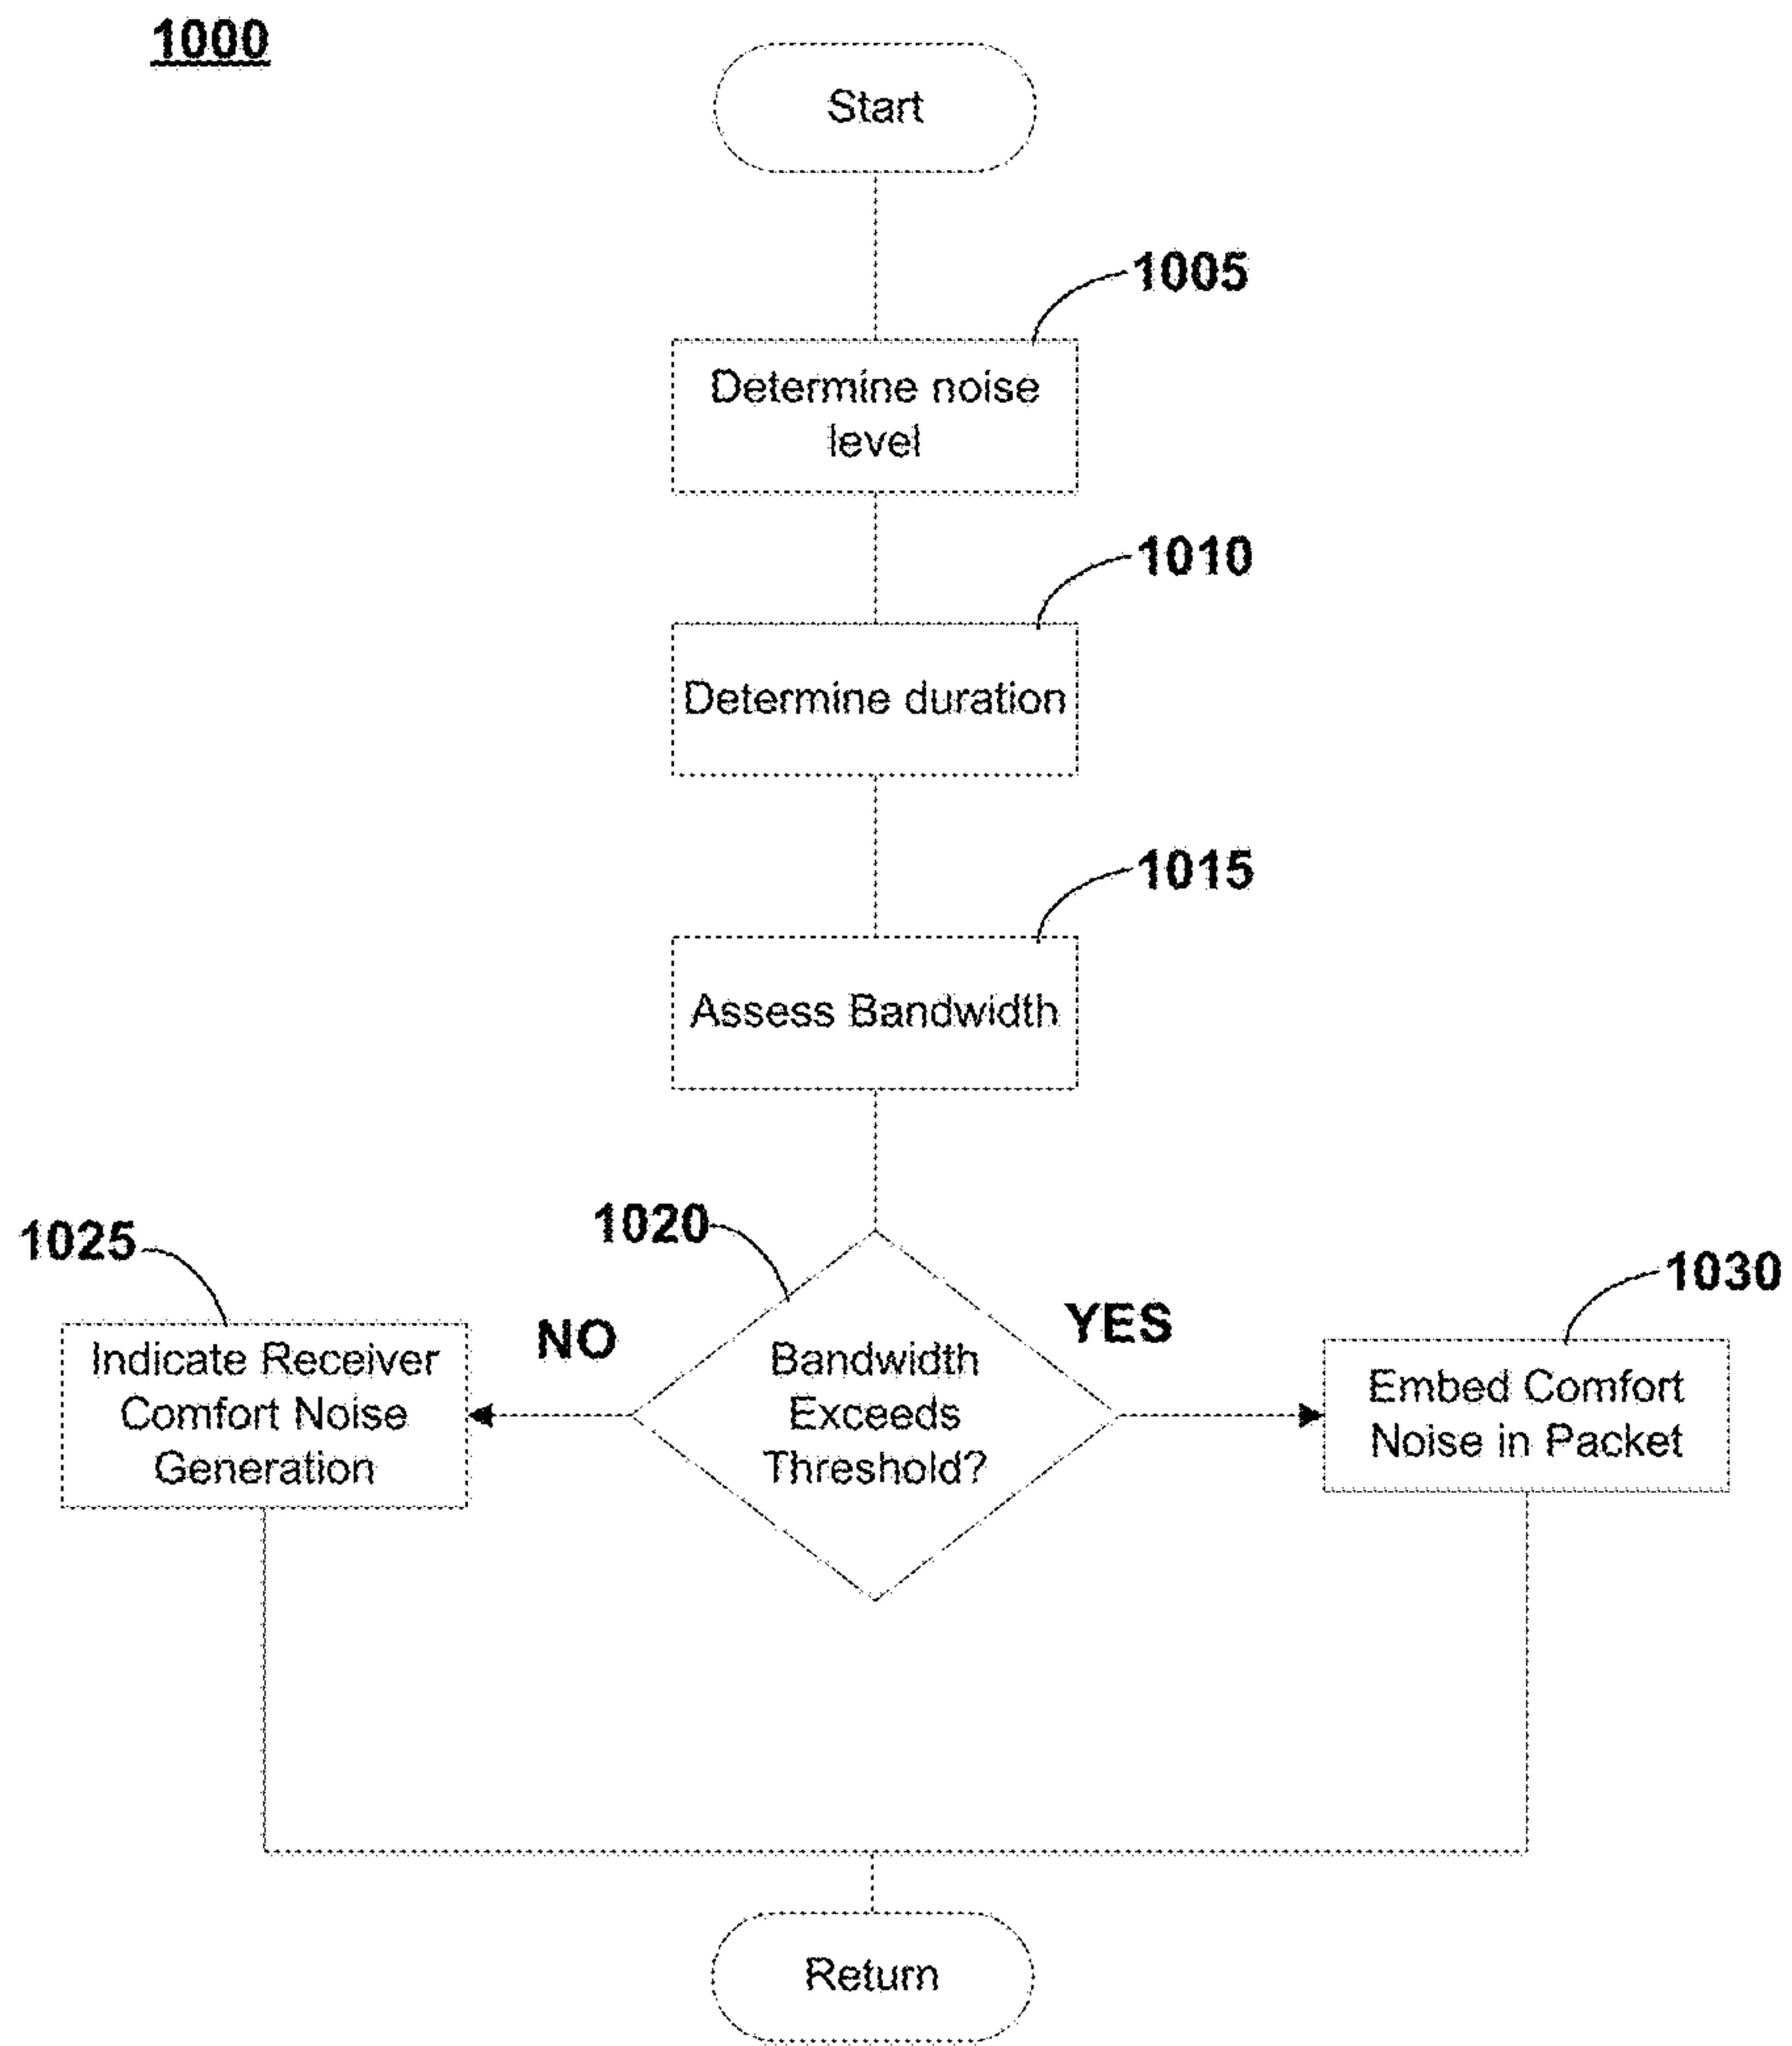 1000
Start
1005
Determine noise
level
1010
Determine duration
1015
Assess Bandwidth
1020
1025
1030
NO
YES
Indicate Receiver
Comfort Noise
Generation
Bandwidth
Exceeds
Threshold?
Embed Comfort
Noise in Packet
Return